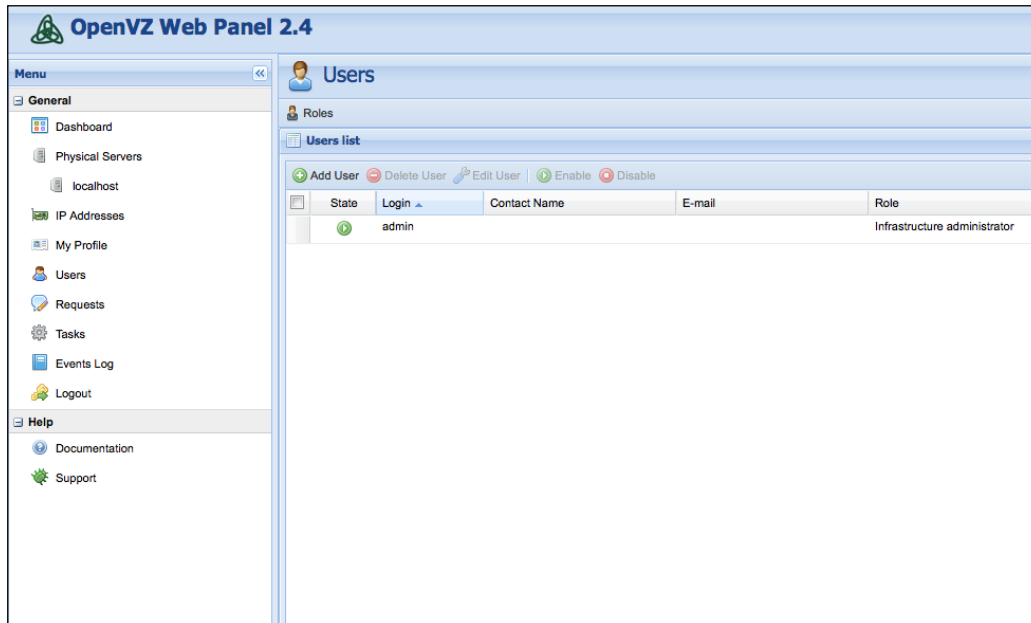 OpenVZ Web Panel 2.4
Menu
General
Dashboard
Physical Servers
localhost
IP Addresses
My Profile
Users
Requests
Tasks
Events Log
Logout
Help
Documentation
Support
Users
Roles
Users list
Add User Delete User Edit User Enable Disable
State Login Contact Name E-mail Role
admin Infrastructure administrator